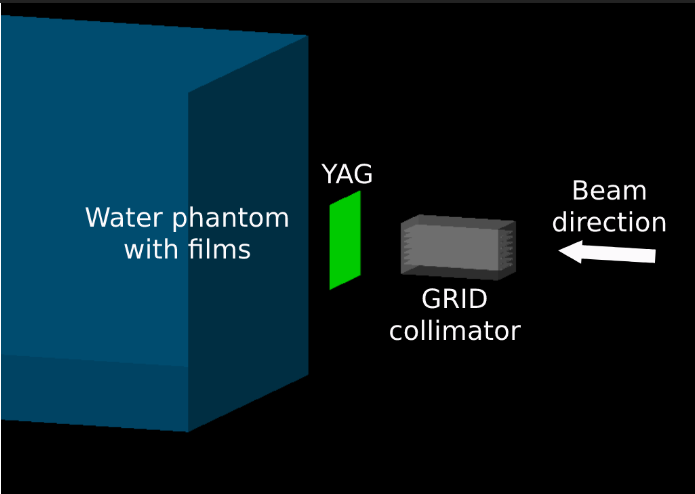 YAG
Beam
direction
Water phantom
with films
GRID
collimator